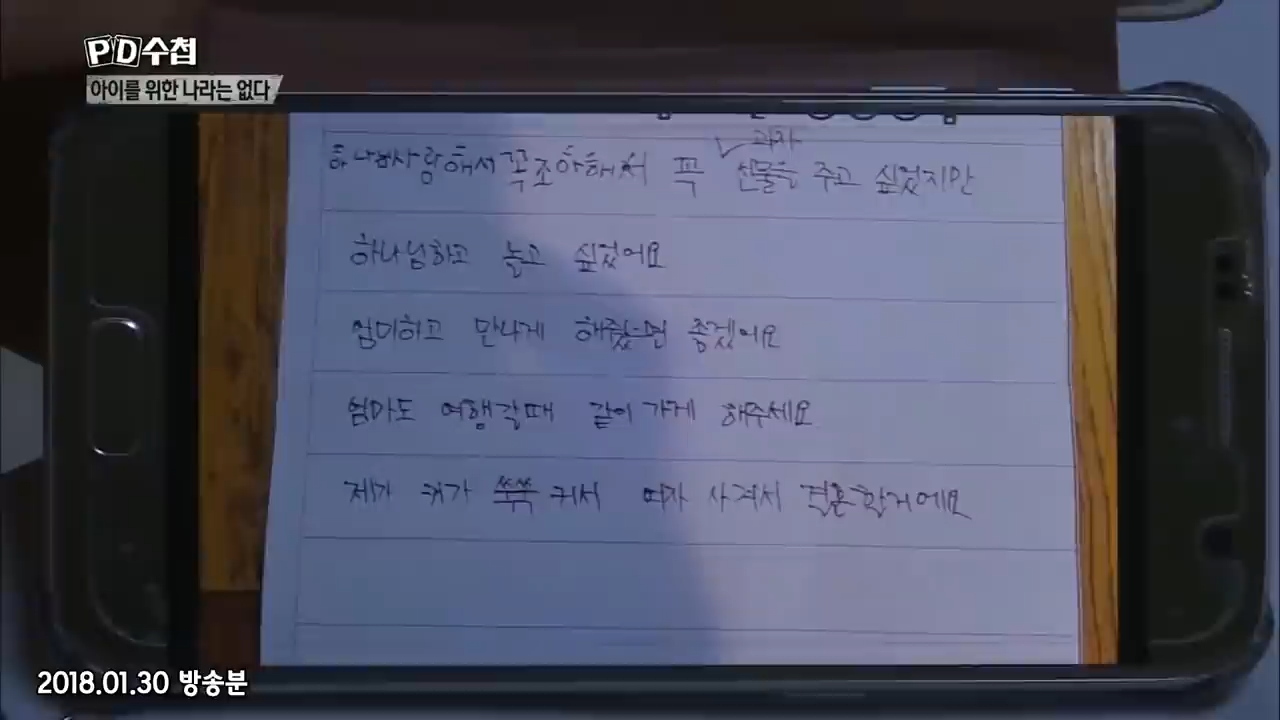 PD수첩
아이를 위한 나라는 없다
과자
하나님사랑해서 꼭조아해서 꼭 선물을 주고 싶었지만
하나님하고 놀고 싶었어요
엄마하고 만나게 해줬으면 좋겠어요
엄마도 여행갈때 같이 가게 해주세요
제가 키가 쑥쑥 커서 여자 사겨서 결혼할거에요
2018.01.30 방송분